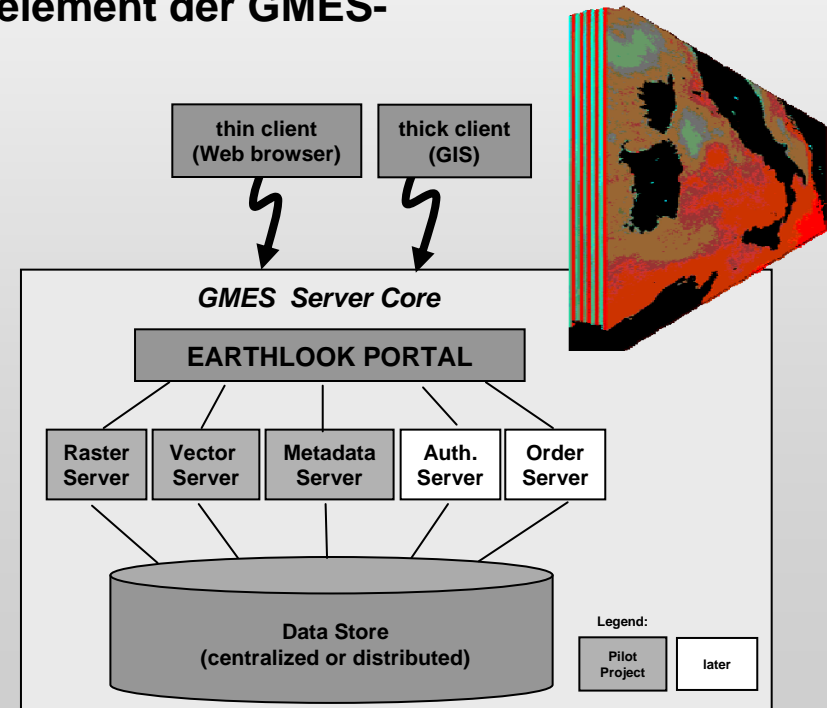 element der GMES-
thin client
(Web browser)
thick client
(GIS)
GMES Server Core
EARTHLOOK PORTAL
Raster
Server
Vector
Server
Metadata
Server
Auth.
Server
Order
Server
Data Store
(centralized or distributed)
Legend:
Pilot
Project
later